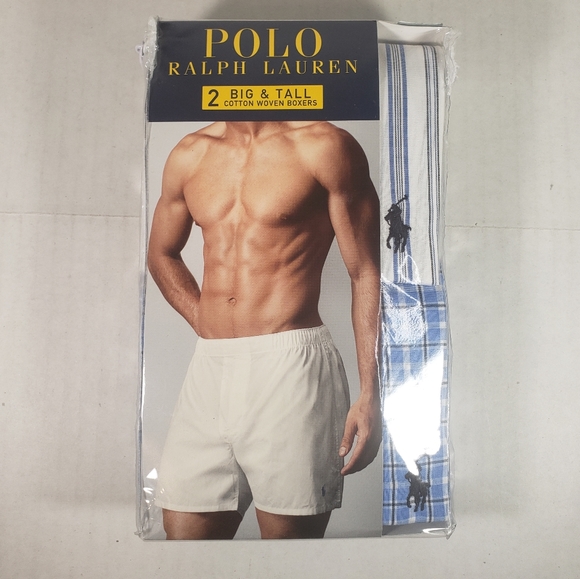 POLO
RALPH LAUREN
2 BIG & TALL
COTTON WOVEN BOXERS